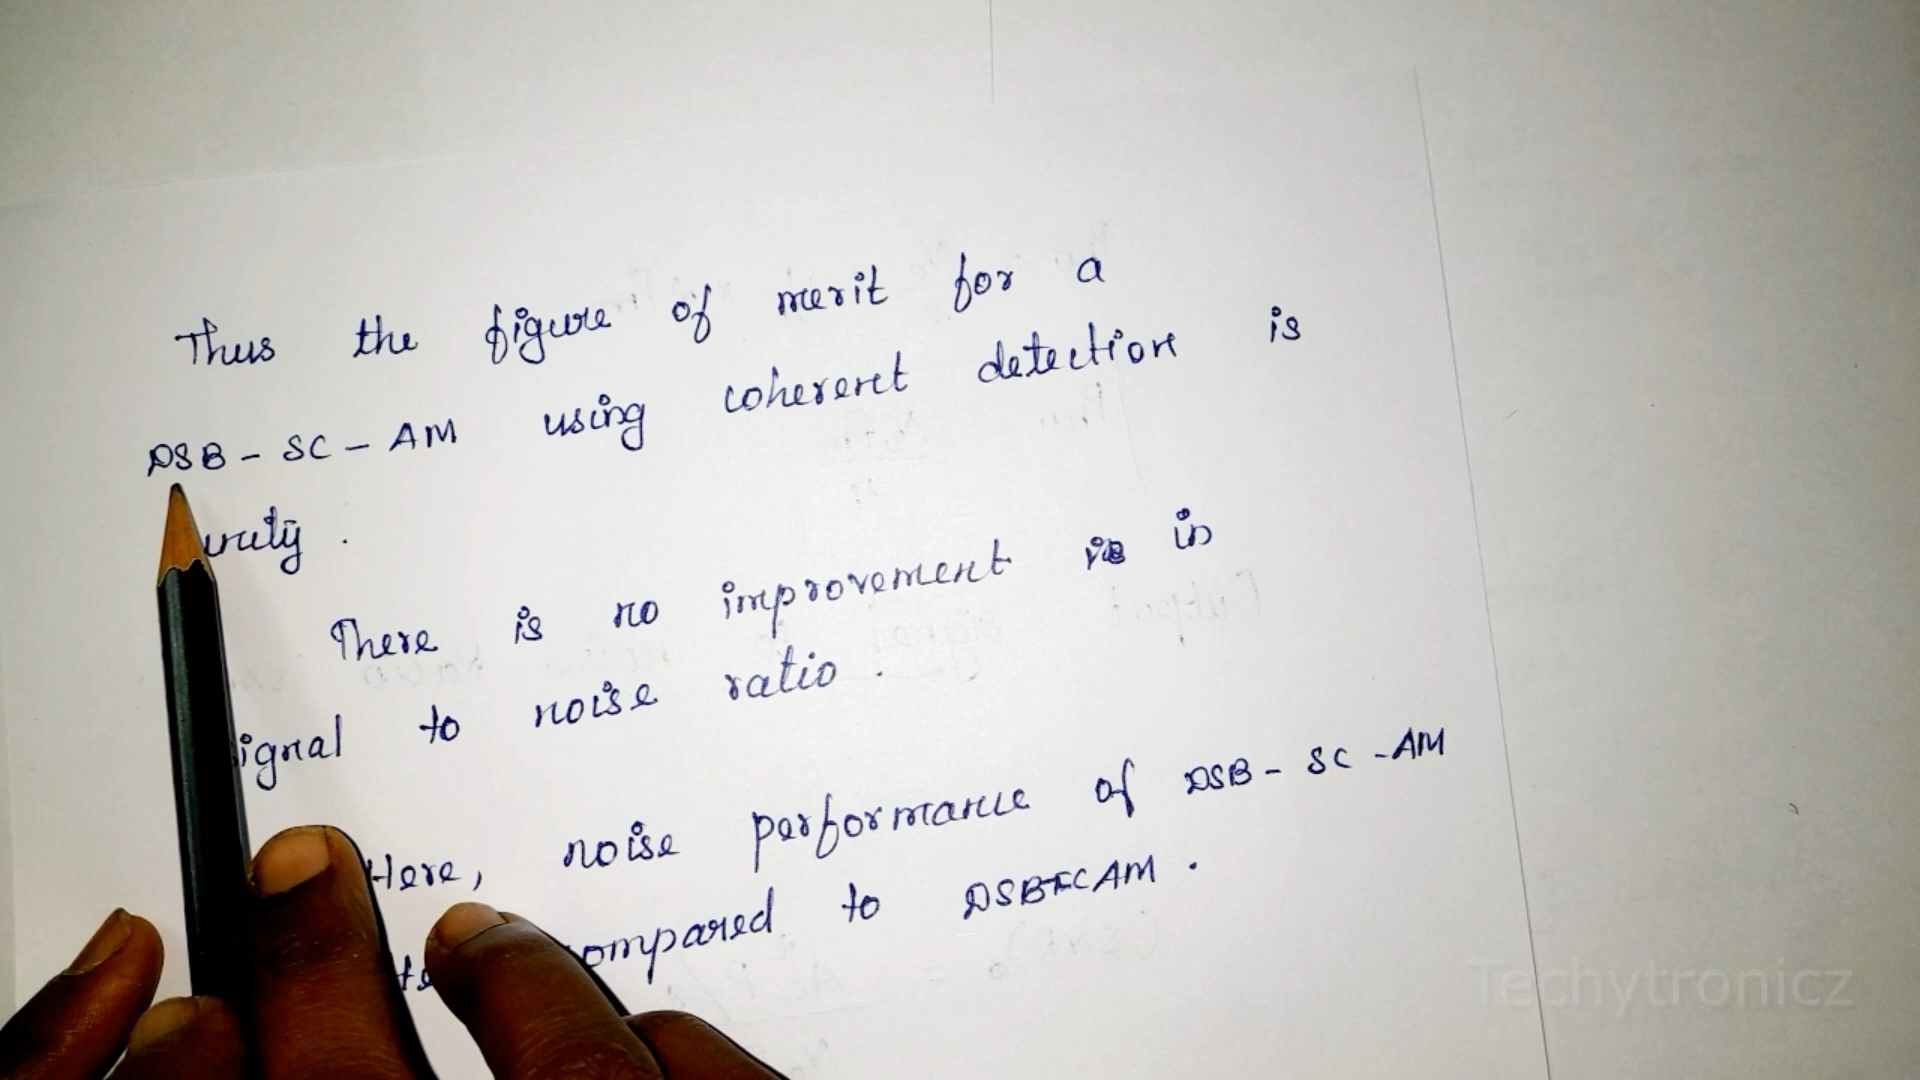 Thus the figure of merit for a
DSB - SC - AM using coherent detection is
unity .
There is no improvement in
signal to noise ratio .
Here, noise performance of DSB - SC - AM
compared to DSBFCAM .
Techytronicz